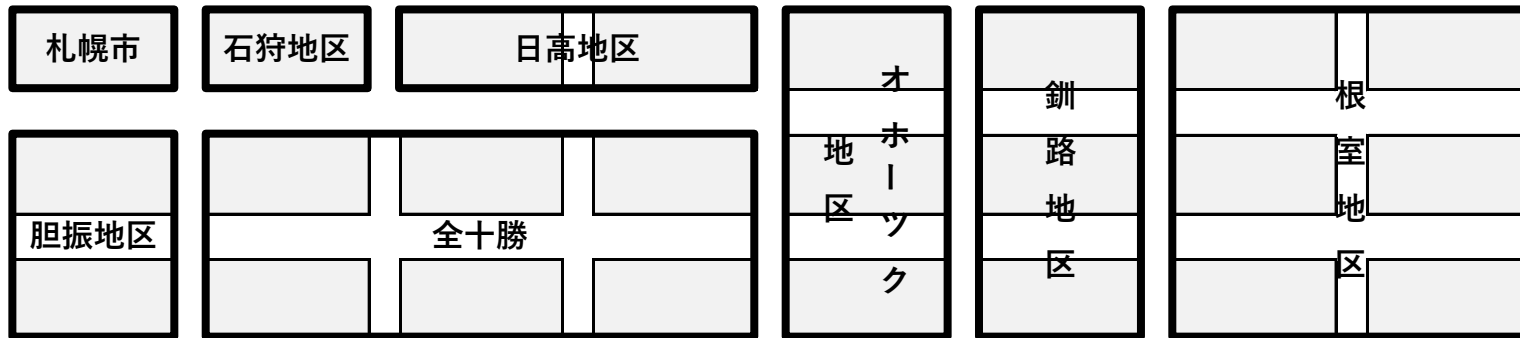 札幌市
石狩地区
日高地区
胆振地区
全十勝
オホーツク
地区
釧路地区
根室地区